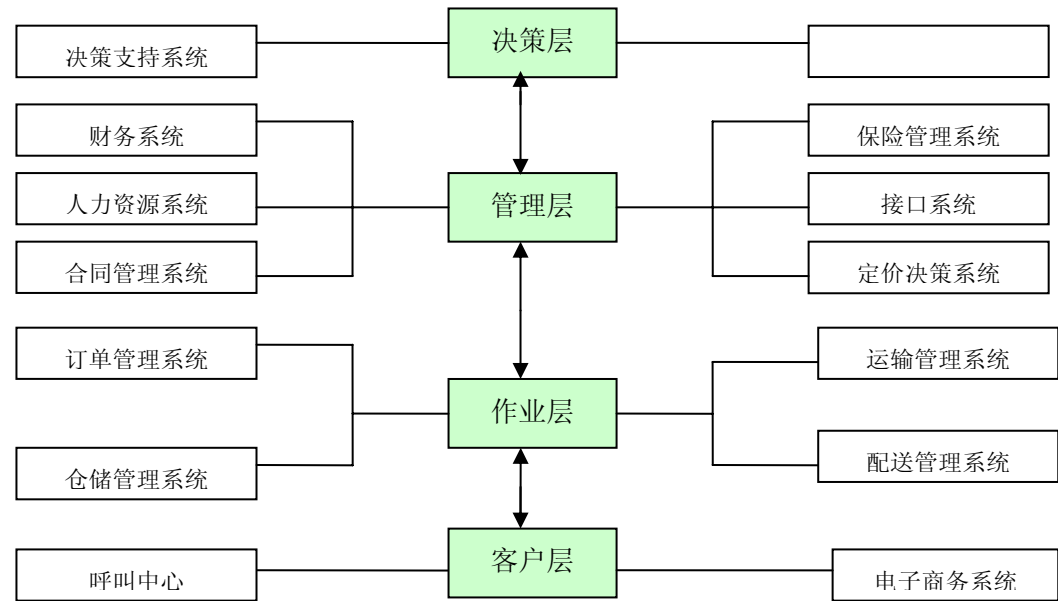 决策支持系统
决策层
财务系统
保险管理系统
人力资源系统
管理层
接口系统
合同管理系统
定价决策系统
订单管理系统
运输管理系统
作业层
仓储管理系统
配送管理系统
呼叫中心
客户层
电子商务系统